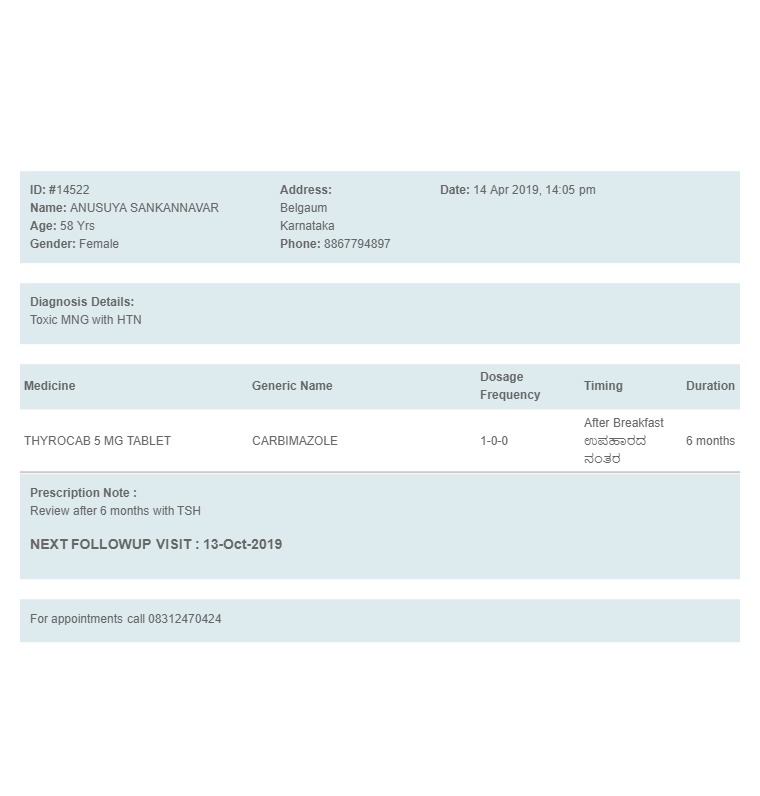 ID: #14522
Name: ANUSUYA SANKANNAVAR
Age: 58 Yrs
Gender: Female
Address:
Belgaum
Karnataka
Phone: 8867794897
Date: 14 Apr 2019, 14:05 pm
Diagnosis Details:
Toxic MNG with HTN
Medicine Generic Name Dosage Frequency Timing Duration
THYROCAB 5 MG TABLET CARBIMAZOLE 1-0-0 After Breakfast ಉಪಹಾರದ ನಂತರ 6 months
Prescription Note :
Review after 6 months with TSH
NEXT FOLLOWUP VISIT : 13-Oct-2019
For appointments call 08312470424